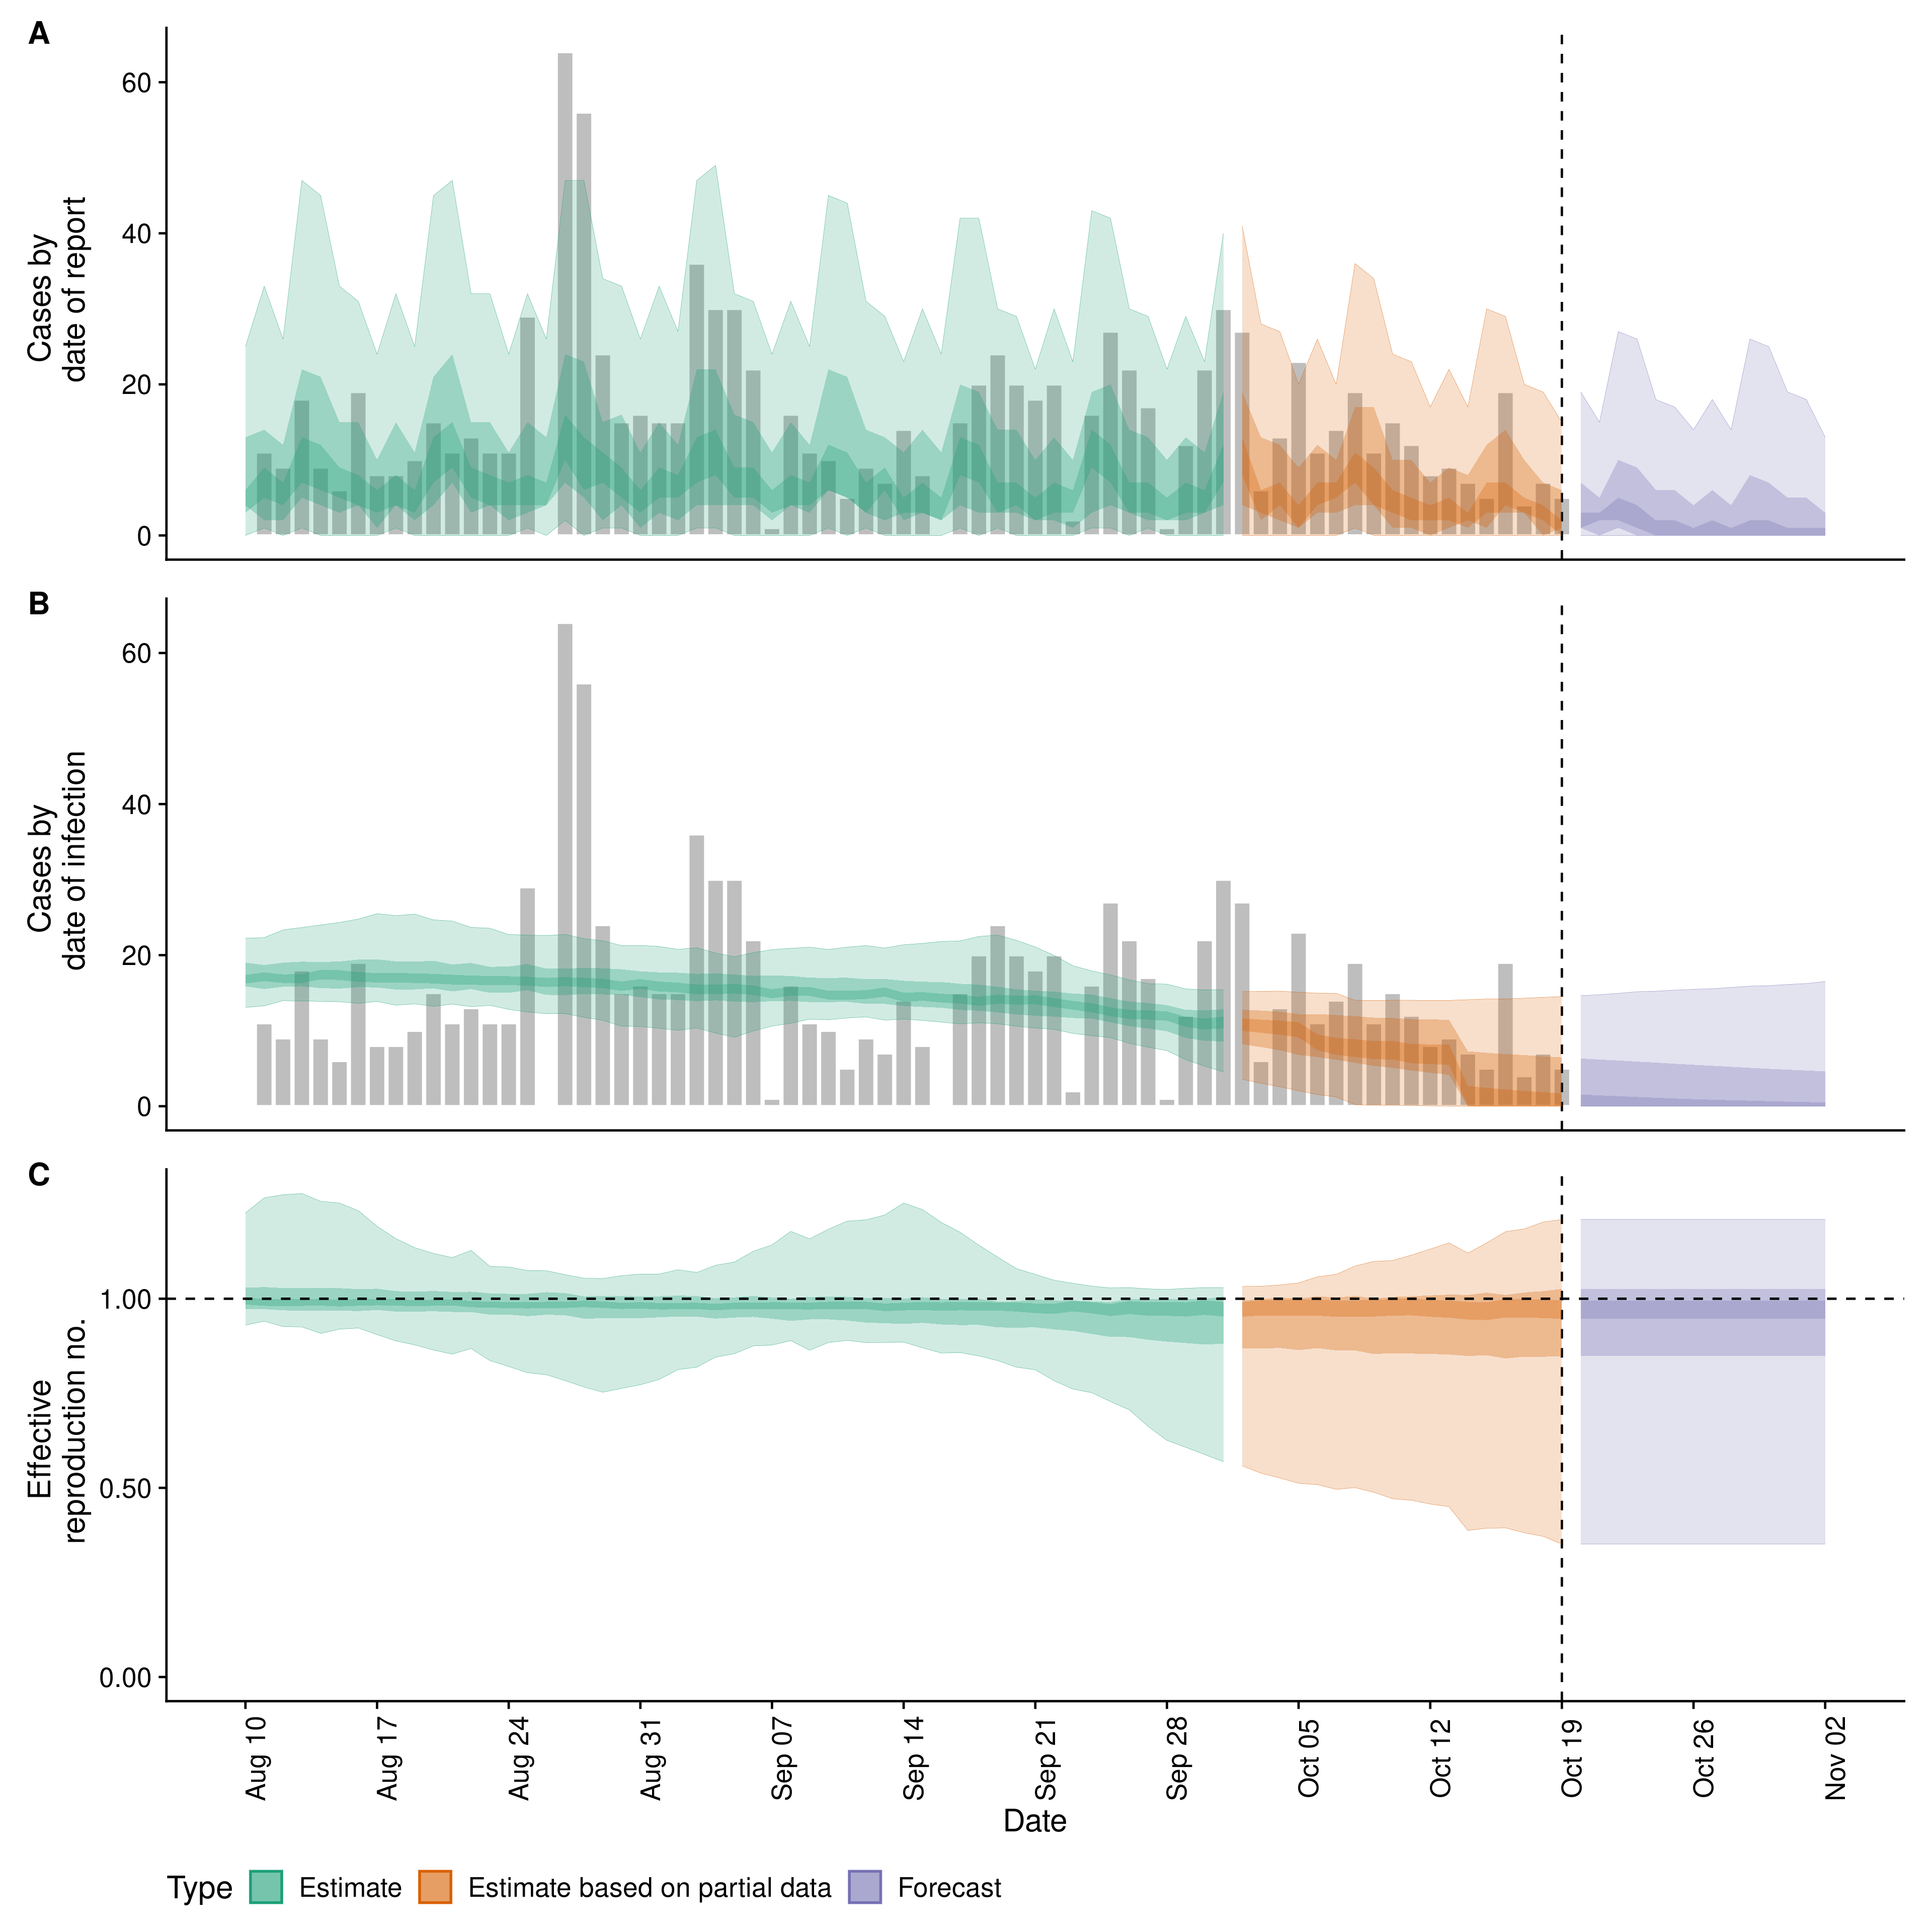 A
Cases by
date of report
60
40
20
0
B
Cases by
date of infection
60
40
20
0
C
Effective
reproduction no.
1.00
0.50
0.00
Aug 10
Aug 17
Aug 24
Aug 31
Sep 07
Sep 14
Sep 21
Sep 28
Oct 05
Oct 12
Oct 19
Oct 26
Nov 02
Date
Type Estimate Estimate based on partial data Forecast